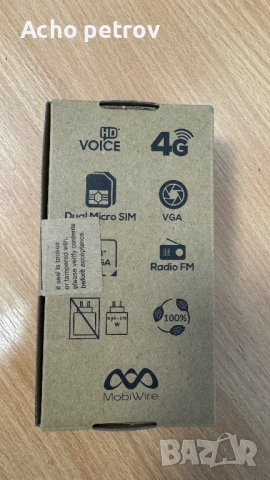 Acho petrov
HD
VOICE
4G
Dual Micro SIM
VGA
Radio FM
If seal is broken
or tampered with,
please verify contents
before acceptance.
W
100%
MobiWire
BAZAR